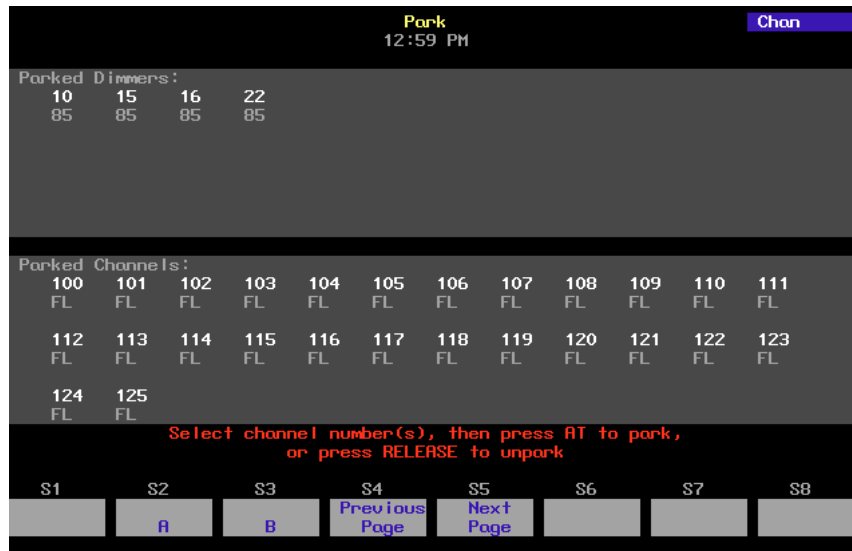 Park
Chan
12:59 PM
Parked Dimmers:
10 15 16 22
85 85 85 85
Parked Channels:
100 101 102 103 104 105 106 107 108 109 110 111
FL FL FL FL FL FL FL FL FL FL FL FL
112 113 114 115 116 117 118 119 120 121 122 123
FL FL FL FL FL FL FL FL FL FL FL FL
124 125
FL FL
Select channel number(s), then press AT to park,
or press RELEASE to unpark
S1 S2 S3 S4 S5 S6 S7 S8
Previous Next
A B Page Page